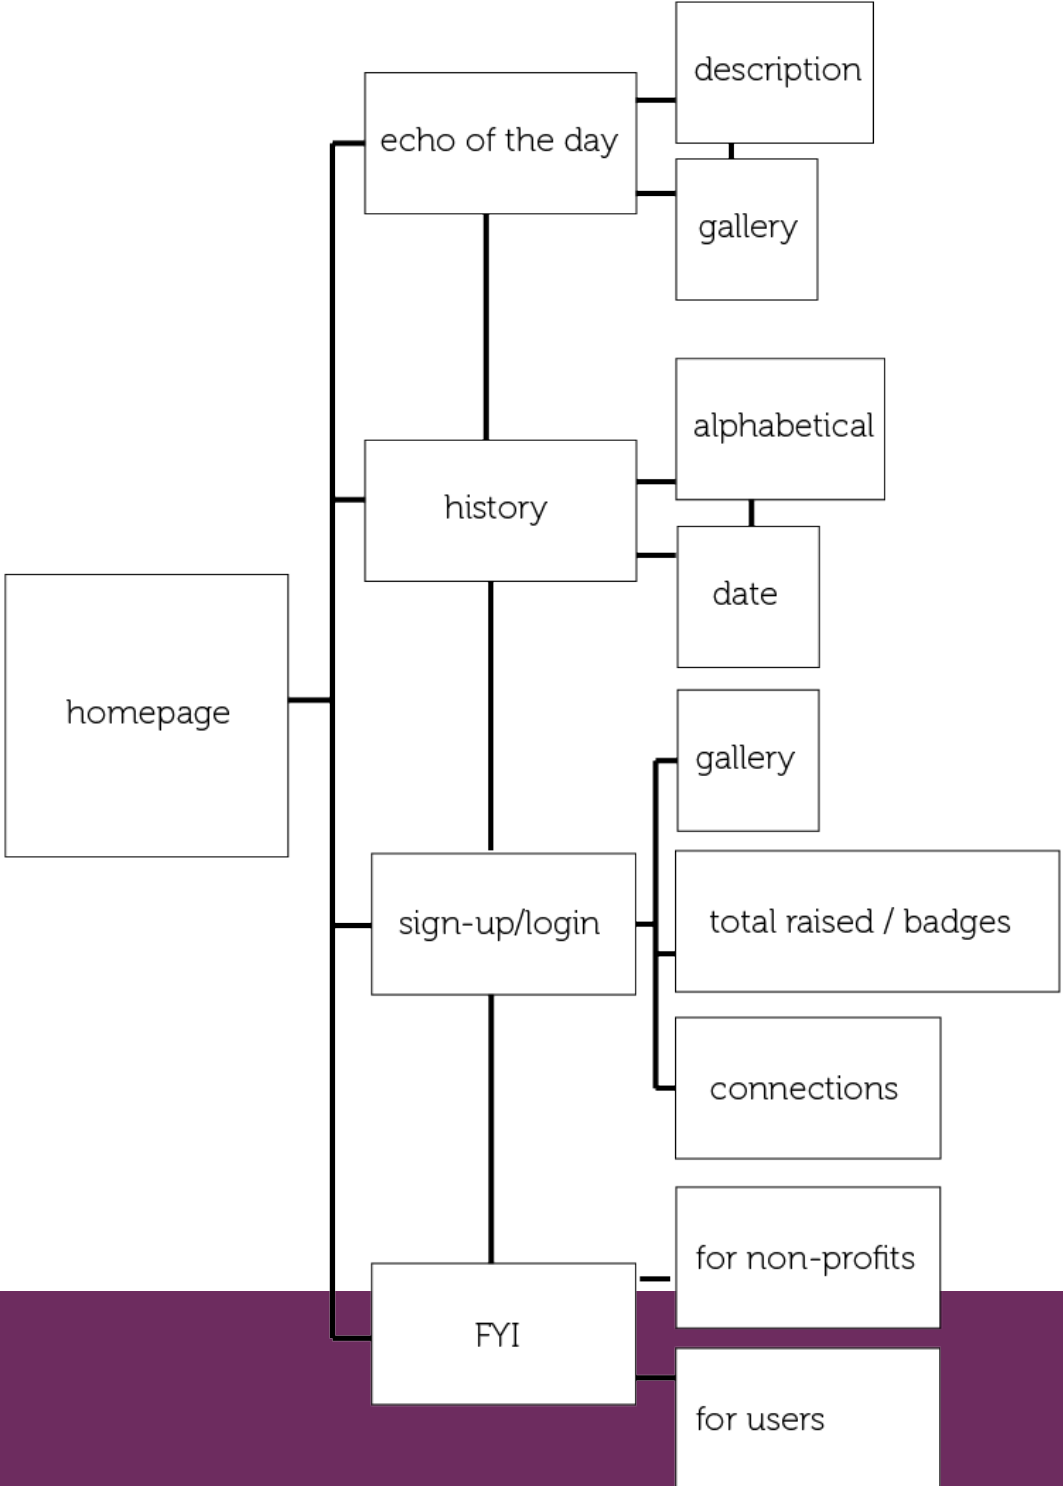 description
echo of the day
gallery
alphabetical
history
date
homepage
gallery
sign-up/login
total raised / badges
connections
for non-profits
FYI
for users